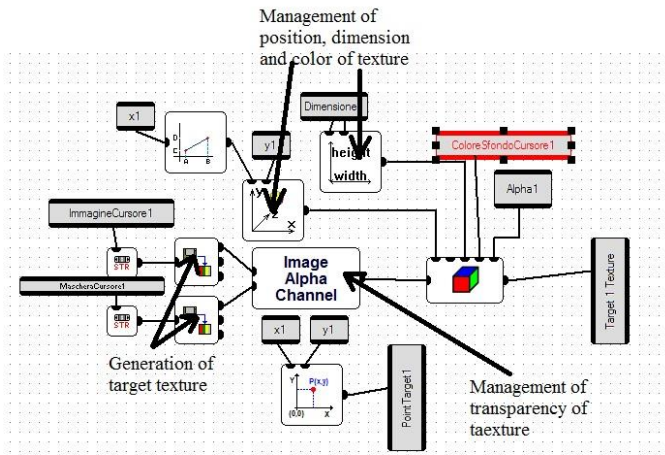 Management of
position, dimension
and color of texture
x1
D
C
A B
y1
Dimensione
height
width
ColoreSfondoCursore1
Alpha1
y
z
x
ImmagineCursore1
STR
MascheraCursore1
STR
Image
Alpha
Channel
Target 1 Texture
Generation of
target texture
x1
y1
Y
P(x,y)
(0,0)
X
PointTarget1
Management of
transparency of
taexture